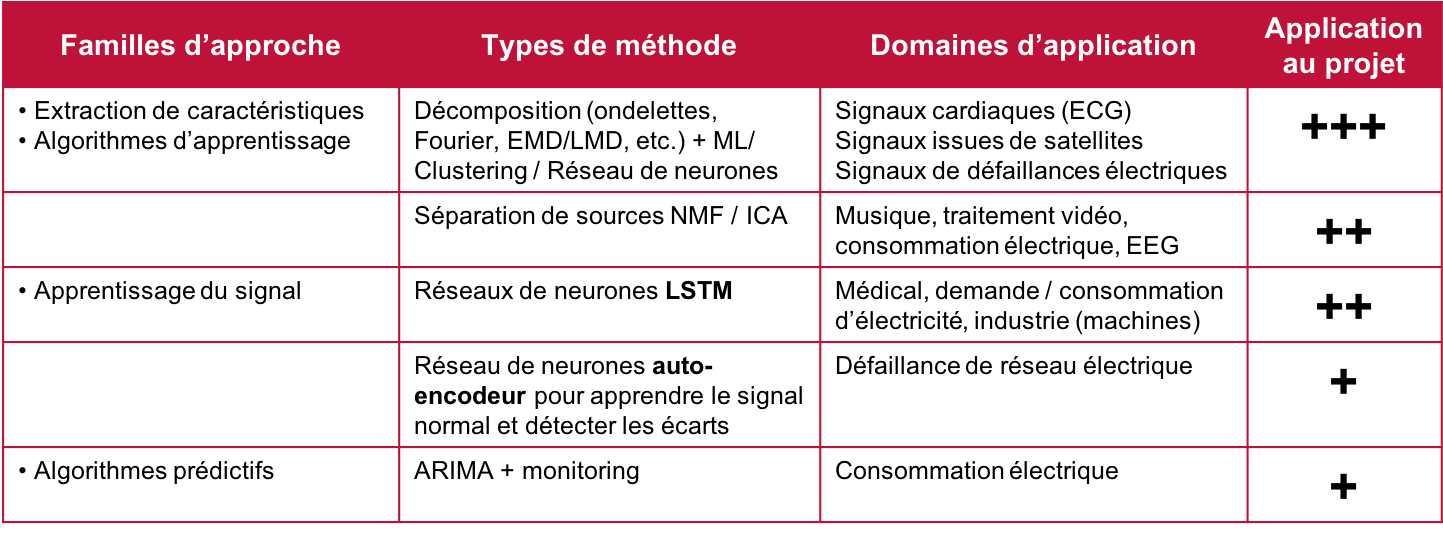 Familles d’approche
Types de méthode
Domaines d’application
Application
au projet
• Extraction de caractéristiques
• Algorithmes d’apprentissage
Décomposition (ondelettes,
Fourier, EMD/LMD, etc.) + ML/
Clustering / Réseau de neurones
Signaux cardiaques (ECG)
Signaux issues de satellites
Signaux de défaillances électriques
+++
Séparation de sources NMF / ICA
Musique, traitement vidéo,
consommation électrique, EEG
++
• Apprentissage du signal
Réseaux de neurones LSTM
Médical, demande / consommation
d’électricité, industrie (machines)
++
Réseau de neurones auto-
encodeur pour apprendre le signal
normal et détecter les écarts
Défaillance de réseau électrique
+
• Algorithmes prédictifs
ARIMA + monitoring
Consommation électrique
+